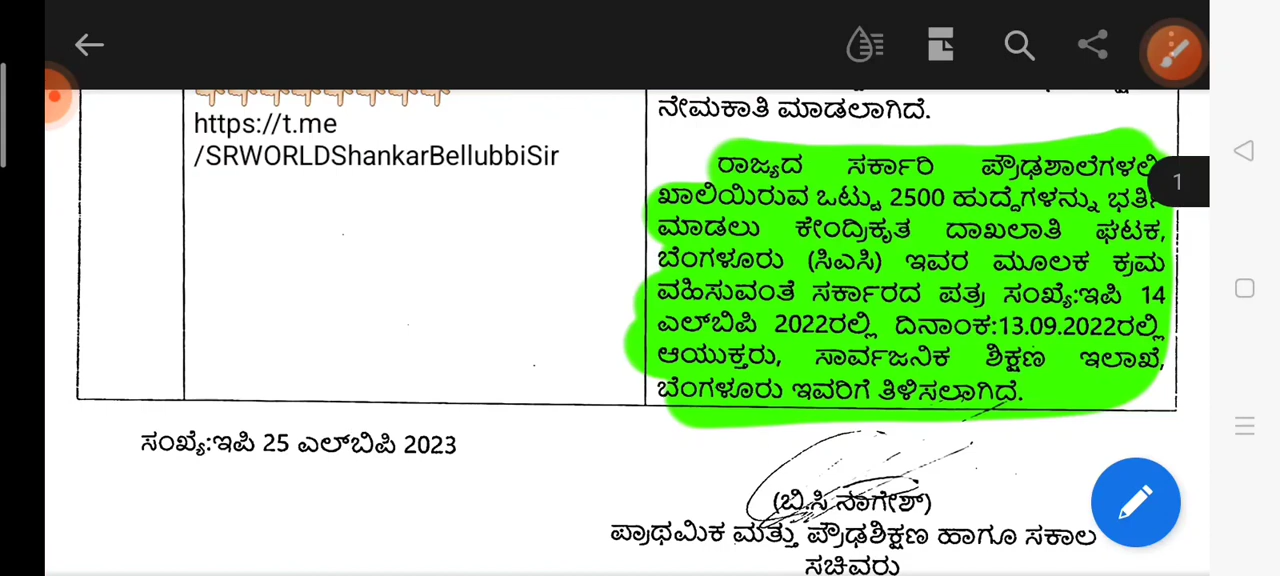 https://t.me
/SRWORLDShankarBellubbiSir
ನೇಮಕಾತಿ ಮಾಡಲಾಗಿದೆ.
ರಾಜ್ಯದ ಸರ್ಕಾರಿ ಪ್ರೌಢಶಾಲೆಗಳಲ್ಲಿ
1
ಖಾಲಿಯಿರುವ ಒಟ್ಟು 2500 ಹುದ್ದೆಗಳನ್ನು ಭರ್ತಿ
ಮಾಡಲು ಕೇಂದ್ರಿಕೃತ ದಾಖಲಾತಿ ಘಟಕ,
ಬೆಂಗಳೂರು (ಸಿಎಸಿ) ಇವರ ಮೂಲಕ ಕ್ರಮ
ವಹಿಸುವಂತೆ ಸರ್ಕಾರದ ಪತ್ರ ಸಂಖ್ಯೆ:ಇಪಿ 14
ಎಲ್‌ಬಿಪಿ 2022ರಲ್ಲಿ ದಿನಾಂಕ:13.09.2022ರಲ್ಲಿ
ಆಯುಕ್ತರು, ಸಾರ್ವಜನಿಕ ಶಿಕ್ಷಣ ಇಲಾಖೆ,
ಬೆಂಗಳೂರು ಇವರಿಗೆ ತಿಳಿಸಲಾಗಿದೆ.
ಸಂಖ್ಯೆ:ಇಪಿ 25 ಎಲ್‌ಬಿಪಿ 2023
(ಬಿ.ಸಿ ನಾಗೇಶ್)
ಪ್ರಾಥಮಿಕ ಮತ್ತು ಪ್ರೌಢಶಿಕ್ಷಣ ಹಾಗೂ ಸಕಾಲ
ಸಚಿವರು